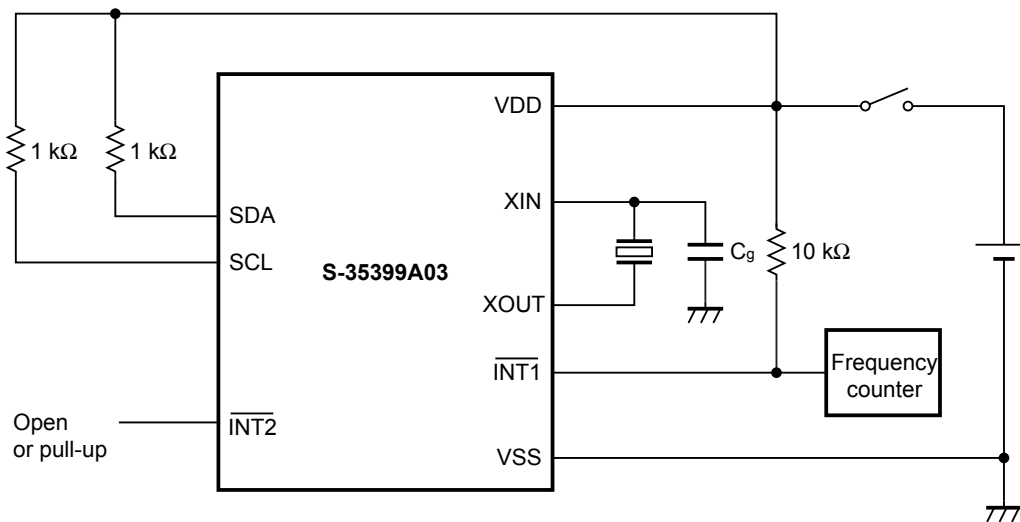 VDD
1 kΩ
1 kΩ
XIN
SDA
Cg
10 kΩ
SCL
S-35399A03
XOUT
INT1
Frequency
counter
Open
or pull-up
INT2
VSS